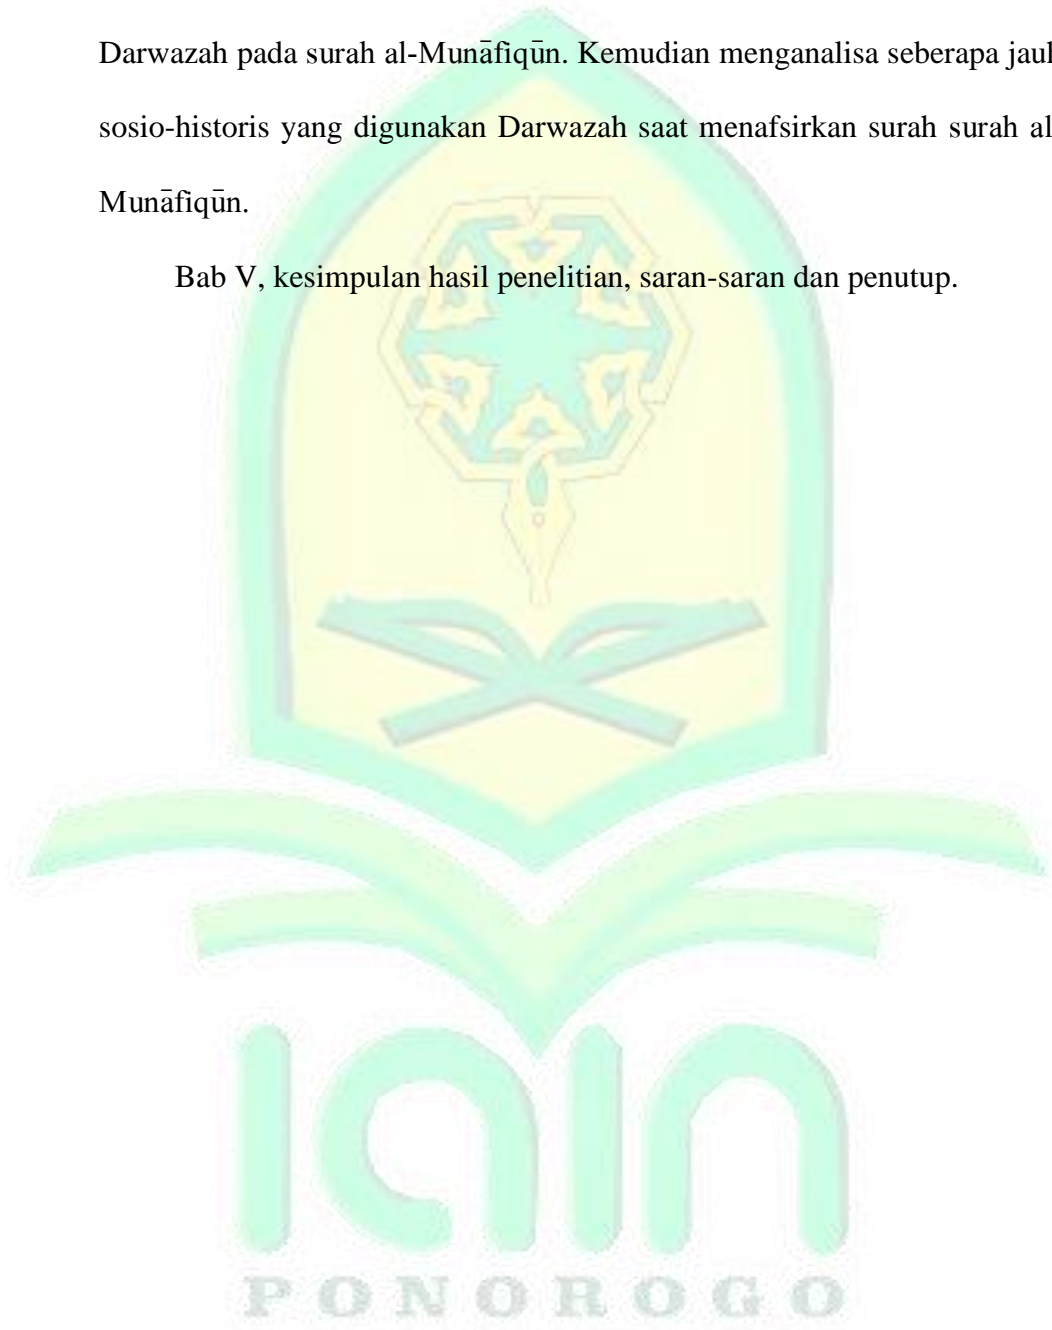 Darwazah pada surah al-Munāfiqūn. Kemudian menganalisa seberapa jauh
sosio-historis yang digunakan Darwazah saat menafsirkan surah surah al-
Munāfiqūn.
Bab V, kesimpulan hasil penelitian, saran-saran dan penutup.
iain
PONOROGO